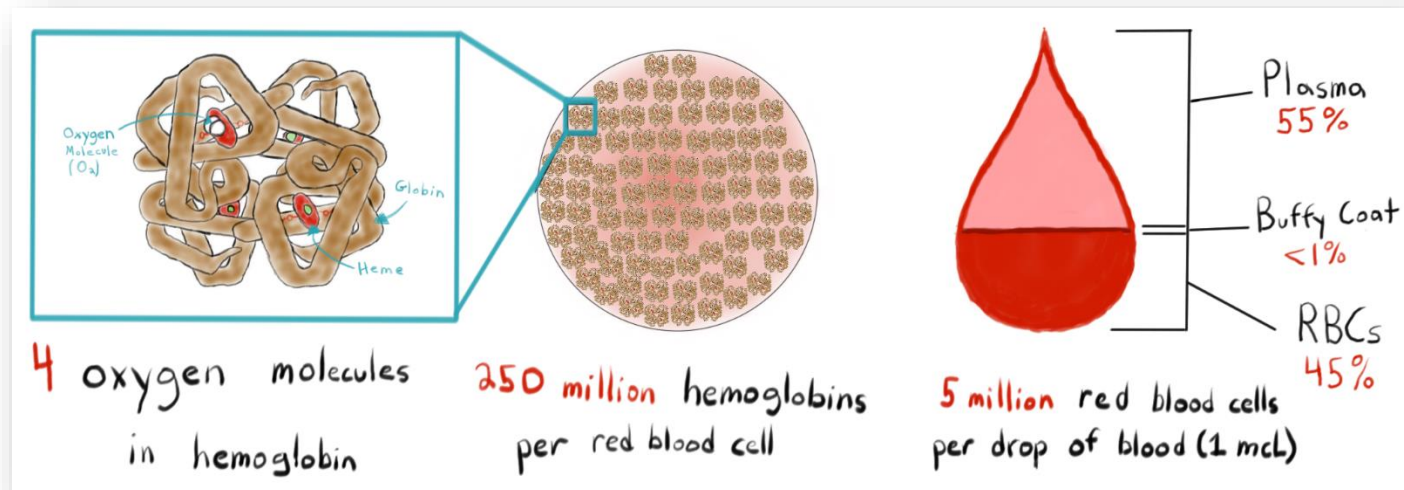 Oxygen
Molecule
(O₂)
Globin
Heme
4 oxygen molecules
in hemoglobin
250 million hemoglobins
per red blood cell
Plasma
55%
Buffy Coat
<1%
RBCs
45%
5 million red blood cells
per drop of blood (1 mcL)